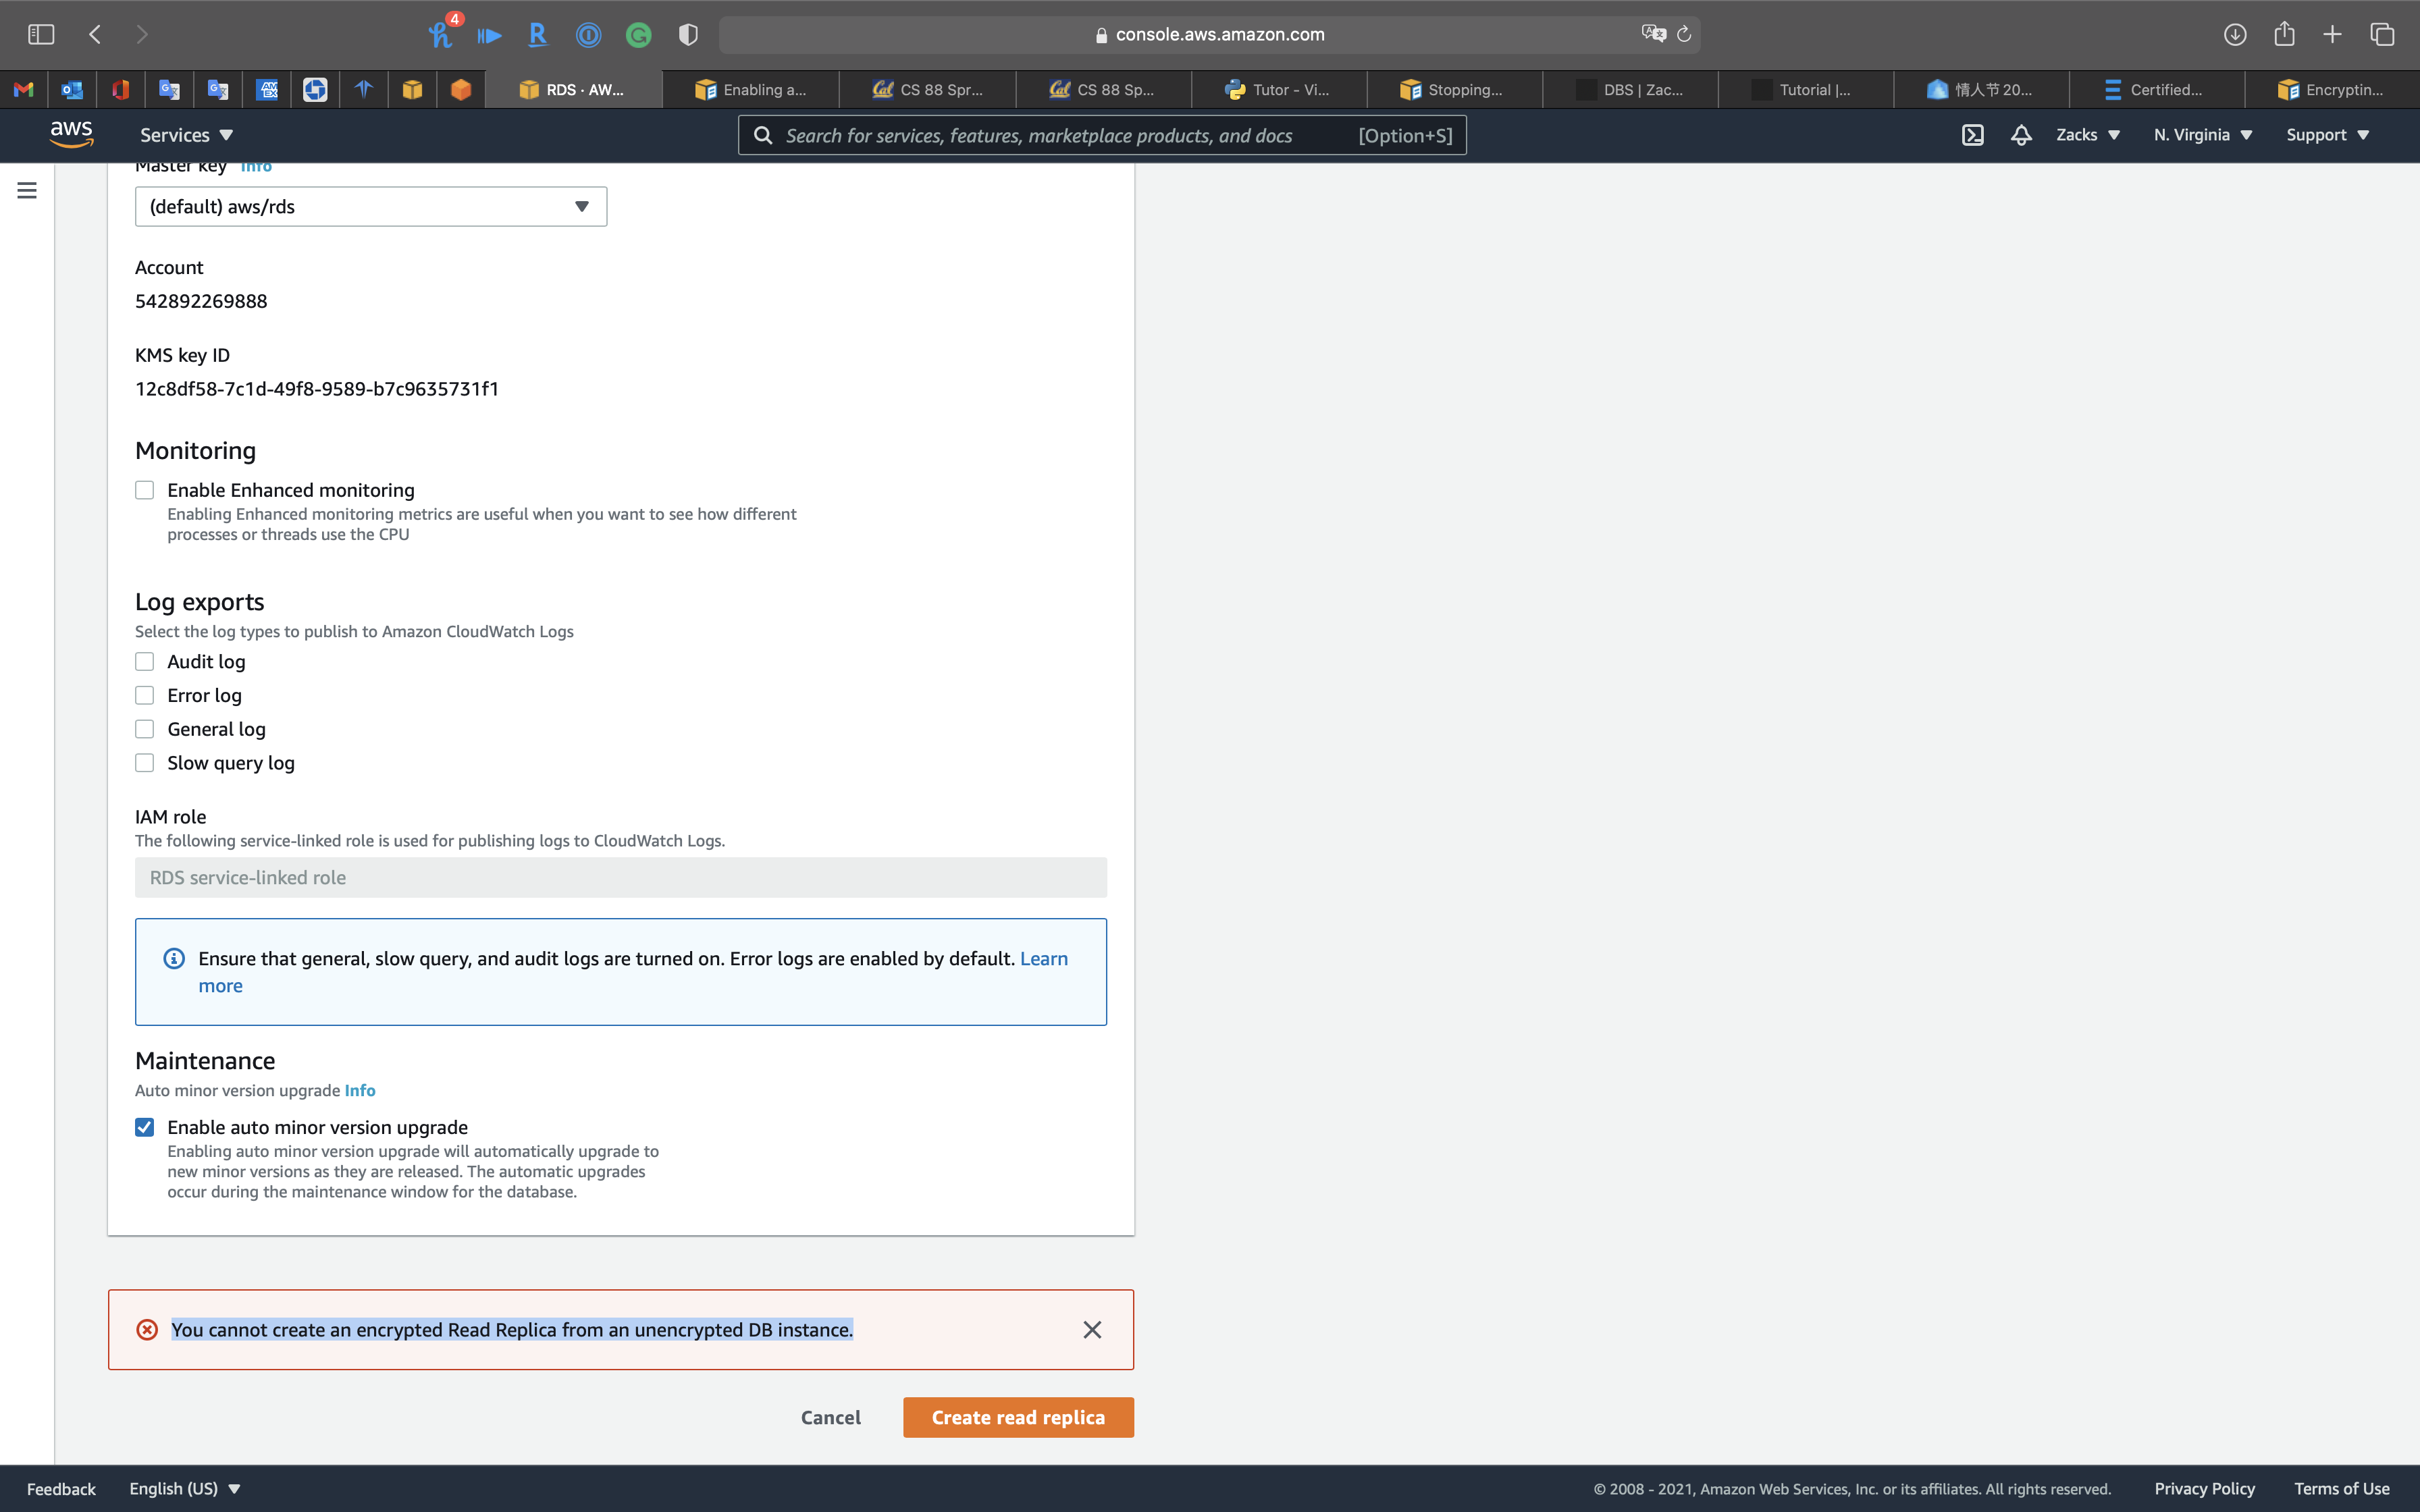 4
console.aws.amazon.com
RDS · AW...
Enabling a...
CS 88 Spr...
CS 88 Sp...
Tutor - Vi...
Stopping...
DBS | Zac...
Tutorial |...
情人节 20...
Certified...
Encryptin...
aws
Services
Search for services, features, marketplace products, and docs
[Option+S]
Zacks
N. Virginia
Support
Master key Info
(default) aws/rds
Account
542892269888
KMS key ID
12c8df58-7c1d-49f8-9589-b7c9635731f1
Monitoring
Enable Enhanced monitoring
Enabling Enhanced monitoring metrics are useful when you want to see how different
processes or threads use the CPU
Log exports
Select the log types to publish to Amazon CloudWatch Logs
Audit log
Error log
General log
Slow query log
IAM role
The following service-linked role is used for publishing logs to CloudWatch Logs.
RDS service-linked role
Ensure that general, slow query, and audit logs are turned on. Error logs are enabled by default. Learn
more
Maintenance
Auto minor version upgrade Info
Enable auto minor version upgrade
Enabling auto minor version upgrade will automatically upgrade to
new minor versions as they are released. The automatic upgrades
occur during the maintenance window for the database.
You cannot create an encrypted Read Replica from an unencrypted DB instance.
Cancel
Create read replica
Feedback
English (US)
© 2008 - 2021, Amazon Web Services, Inc. or its affiliates. All rights reserved.
Privacy Policy
Terms of Use